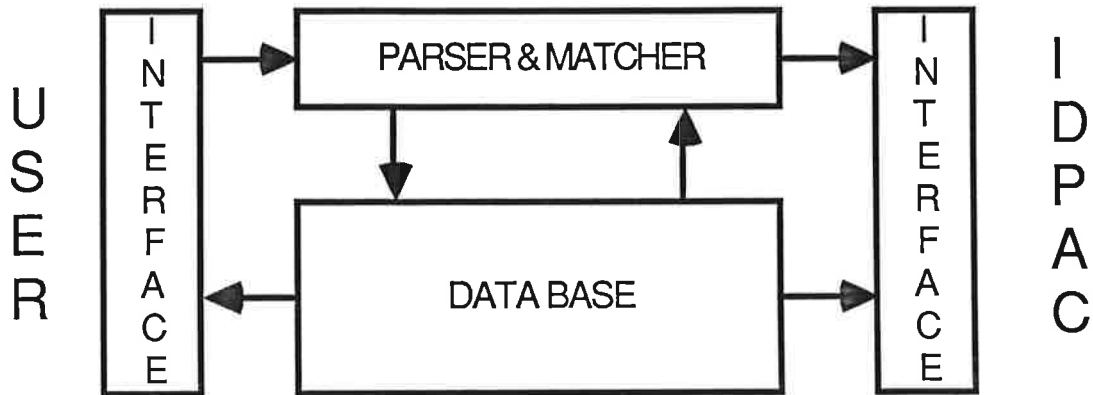 USER
INTERFACE
PARSER & MATCHER
DATA BASE
INTERFACE
IDPAC